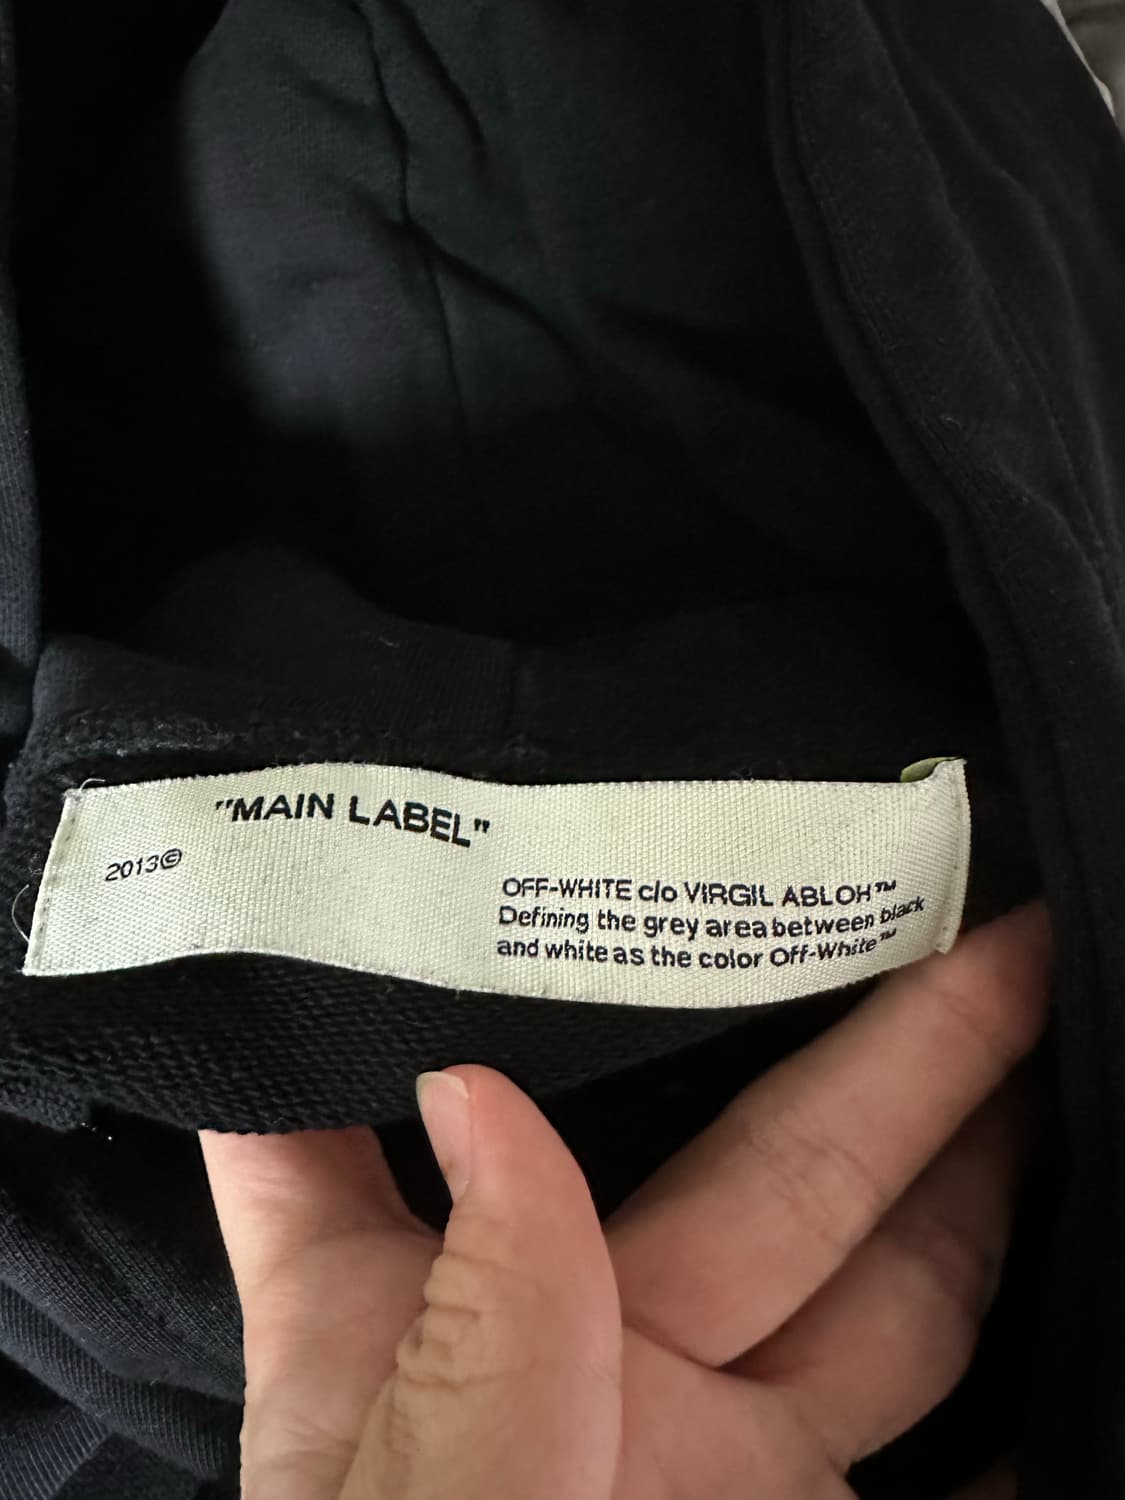 "MAIN LABEL"
2013©
OFF-WHITE c/o VIRGIL ABLOH™
Defining the grey area between black
and white as the color Off-White™